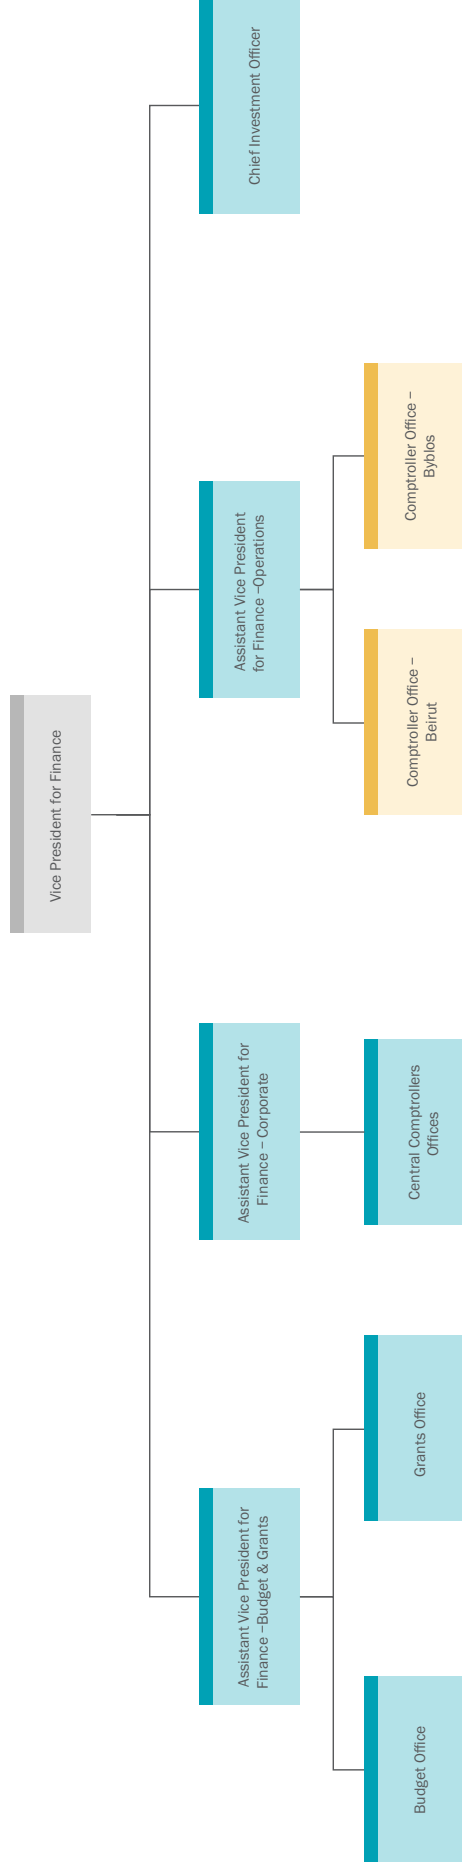 Vice President for Finance
Assistant Vice President for
Finance –Budget & Grants
Assistant Vice President for
Finance – Corporate
Assistant Vice President
for Finance –Operations
Chief Investment Officer
Budget Office
Grants Office
Central Comptrollers
Offices
Comptroller Office –
Beirut
Comptroller Office –
Byblos